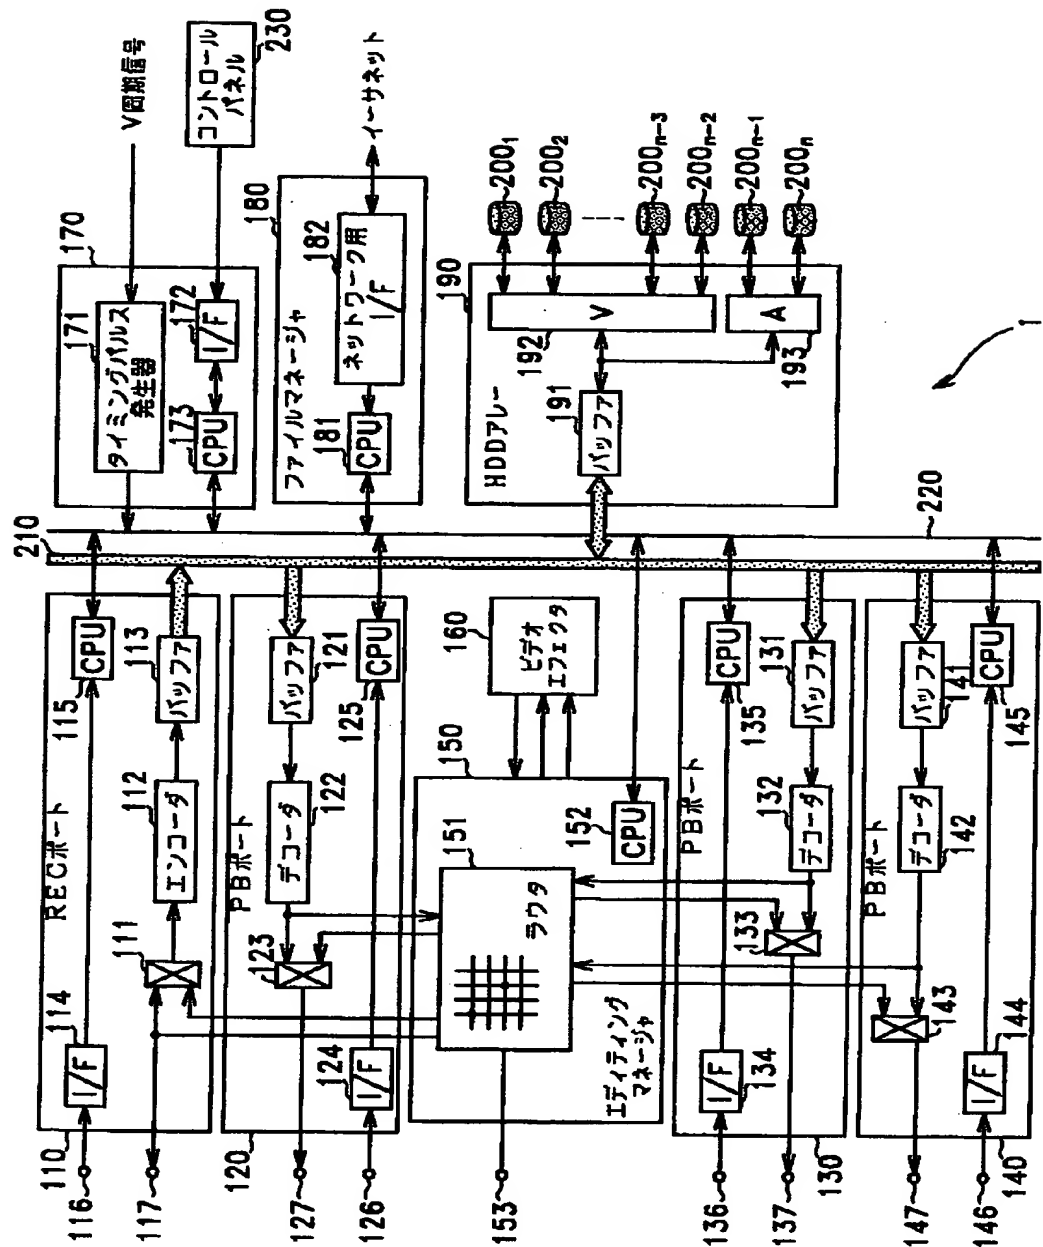 V同期信号
コントロール
パネル
230
イーサネット
170
171
タイミングパルス
発生器
172
I/F
173
CPU
180
ファイルマネージャ
181
CPU
182
ネットワーク用
I/F
190
HDDアレー
191
バッファ
192
V
193
A
200₁
200₂
200ₙ₋₃
200ₙ₋₂
200ₙ₋₁
200ₙ
1
210
220
RECポート
110
111
112
エンコーダ
113
バッファ
114
I/F
115
CPU
116
117
PBポート
120
121
バッファ
122
デコーダ
123
124
I/F
125
CPU
126
127
エディティング
マネージャ
150
151
ラウタ
152
CPU
153
160
ビデオ
エフェクタ
PBポート
130
131
バッファ
132
デコーダ
133
134
I/F
135
CPU
136
137
PBポート
140
141
バッファ
142
デコーダ
143
144
I/F
145
CPU
146
147